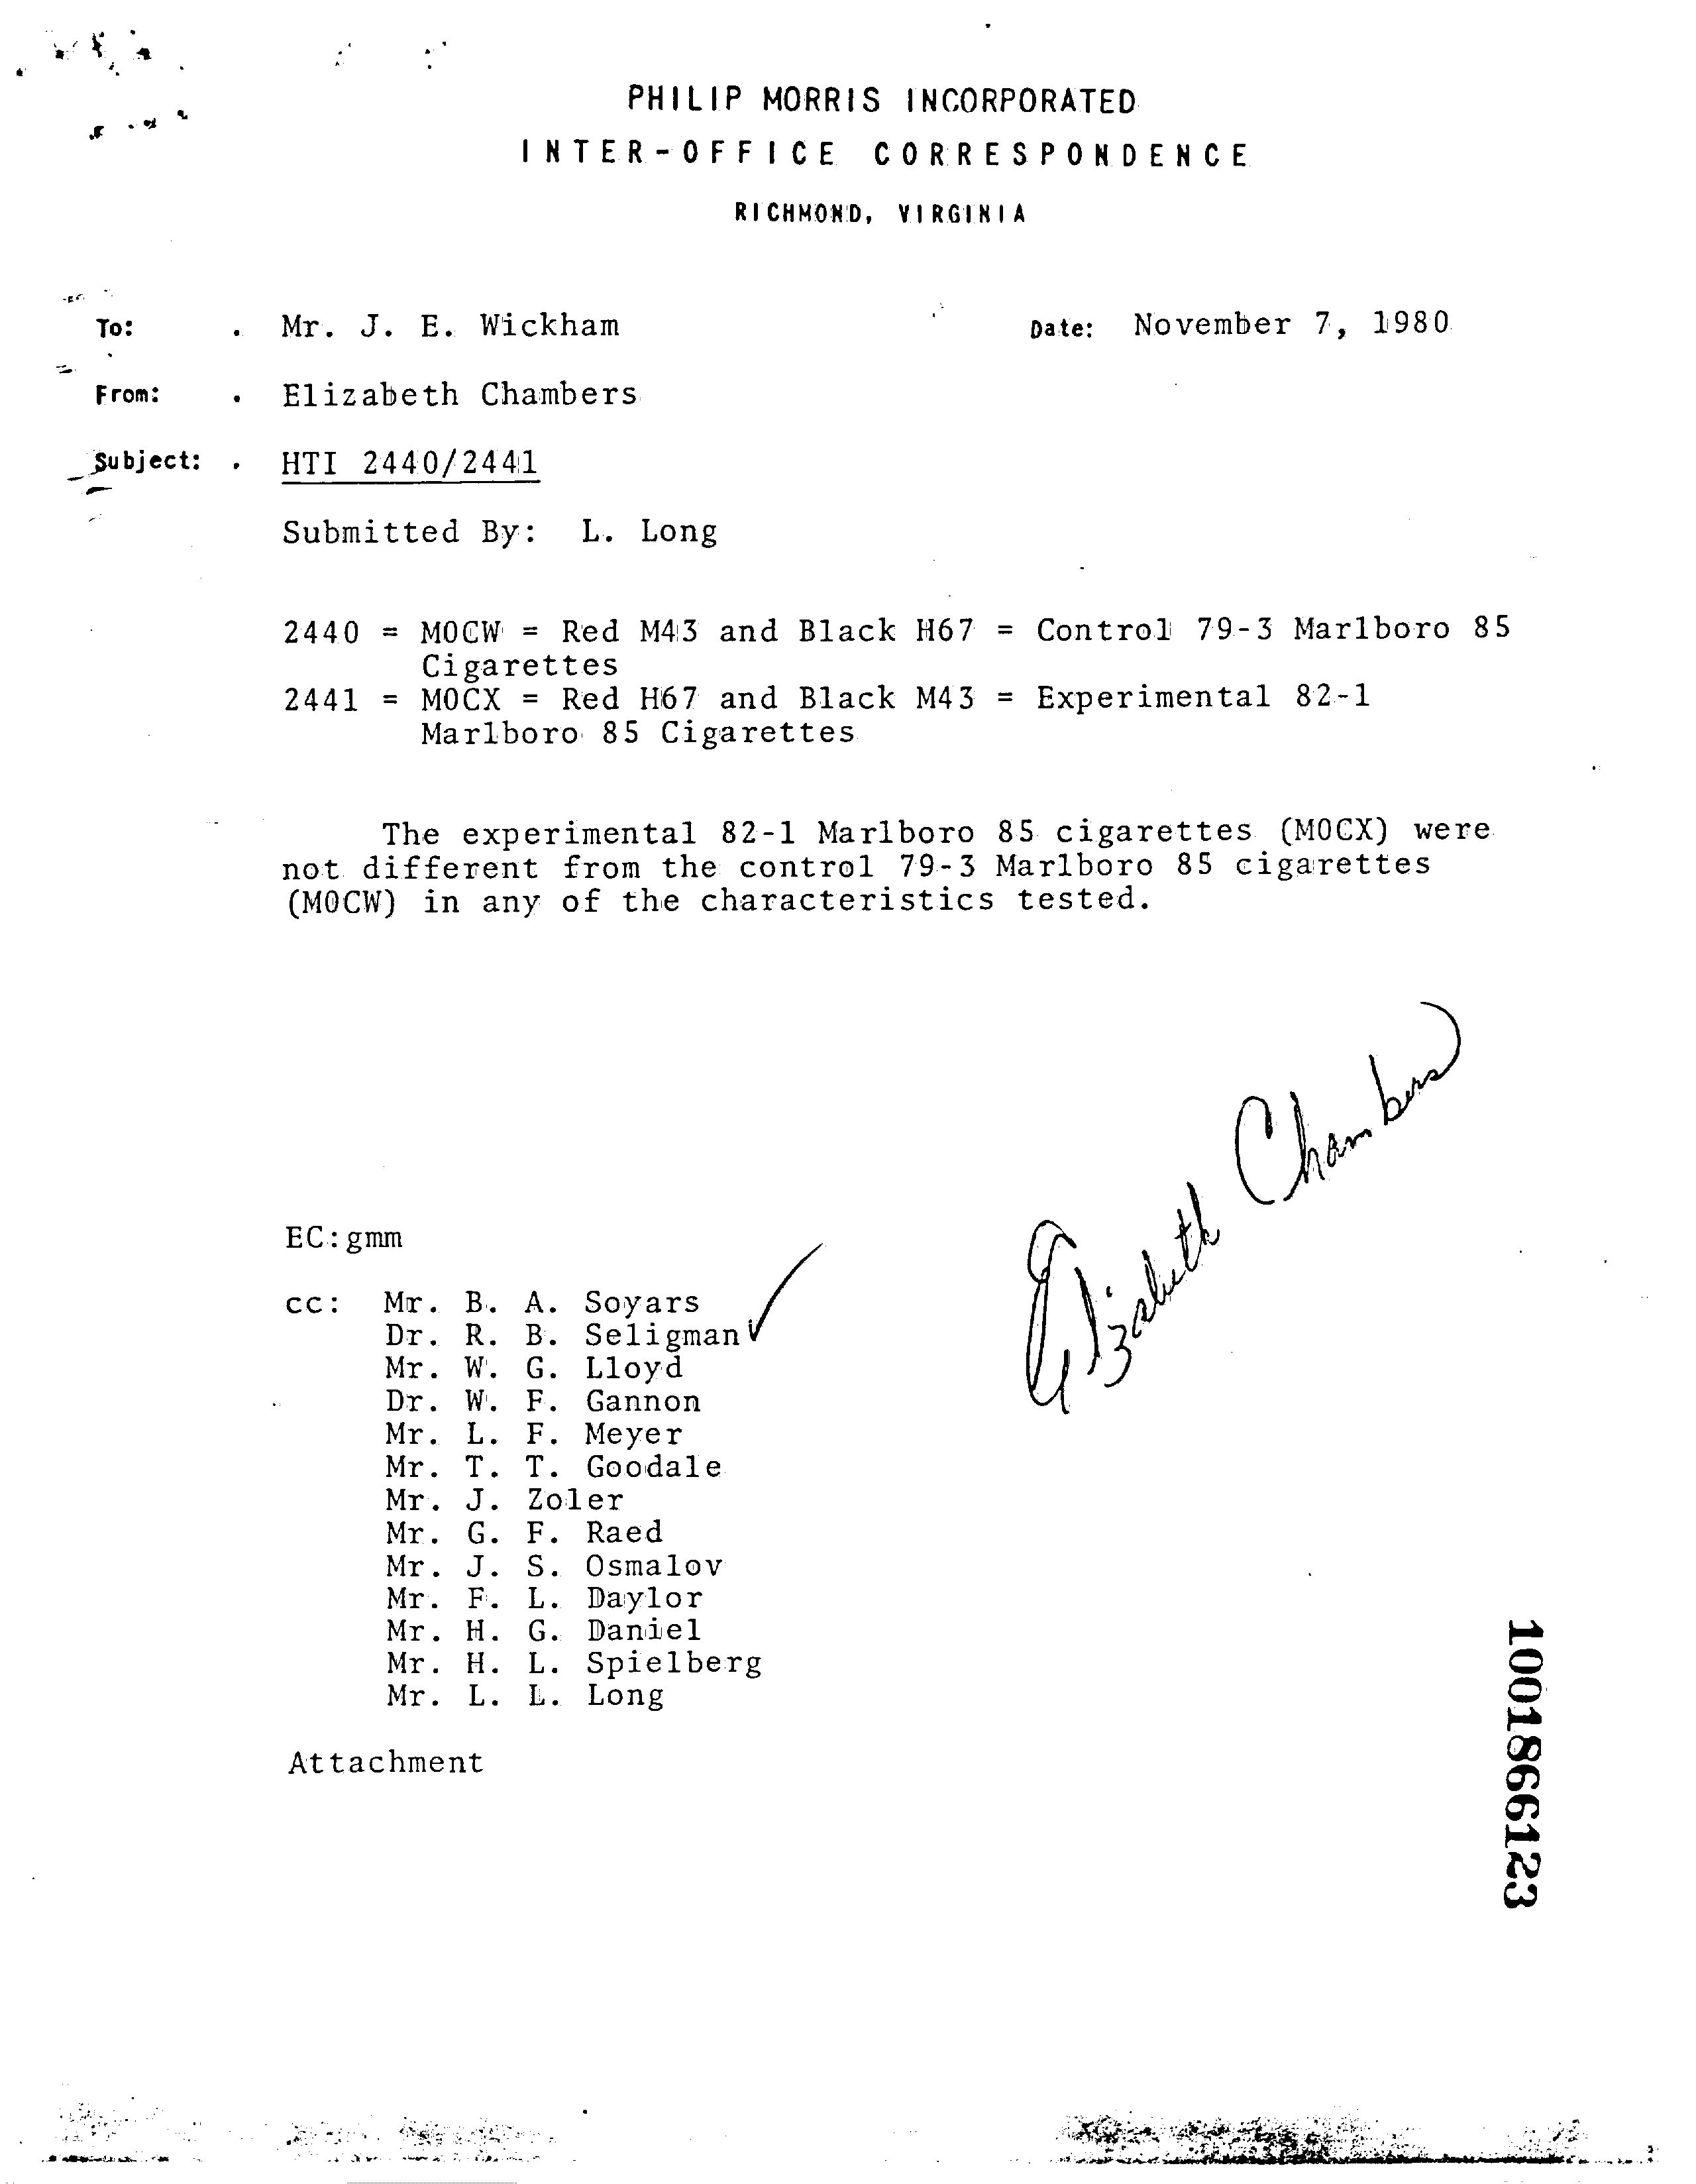 PHILIP MORRIS INCORPORATED
INTER-OFFICE CORRESPONDENCE
RICHMOND, VIRGINIA
To: . Mr. J. E. Wickham Date: November 7, 1980
From: . Elizabeth Chambers
Subject: . HTI 2440/2441
Submitted By: L. Long
2440 = MOCW = Red M43 and Black H67 = Control 79-3 Marlboro 85
Cigarettes
2441 = MOCX = Red H67 and Black M43 = Experimental 82-1
Marlboro 85 Cigarettes
The experimental 82-1 Marlboro 85 cigarettes (MOCX) were
not different from the control 79-3 Marlboro 85 cigarettes
(MOCW) in any of the characteristics tested.
Elizabeth Chambers
EC:gmm
cc: Mr. B. A. Soyars
Dr. R. B. Seligman ✓
Mr. W. G. Lloyd
Dr. W. F. Gannon
Mr. L. F. Meyer
Mr. T. T. Goodale
Mr. J. Zoler
Mr. G. F. Raed
Mr. J. S. Osmalov
Mr. F. L. Daylor
Mr. H. G. Daniel
Mr. H. L. Spielberg
Mr. L. L. Long
Attachment
1001866123